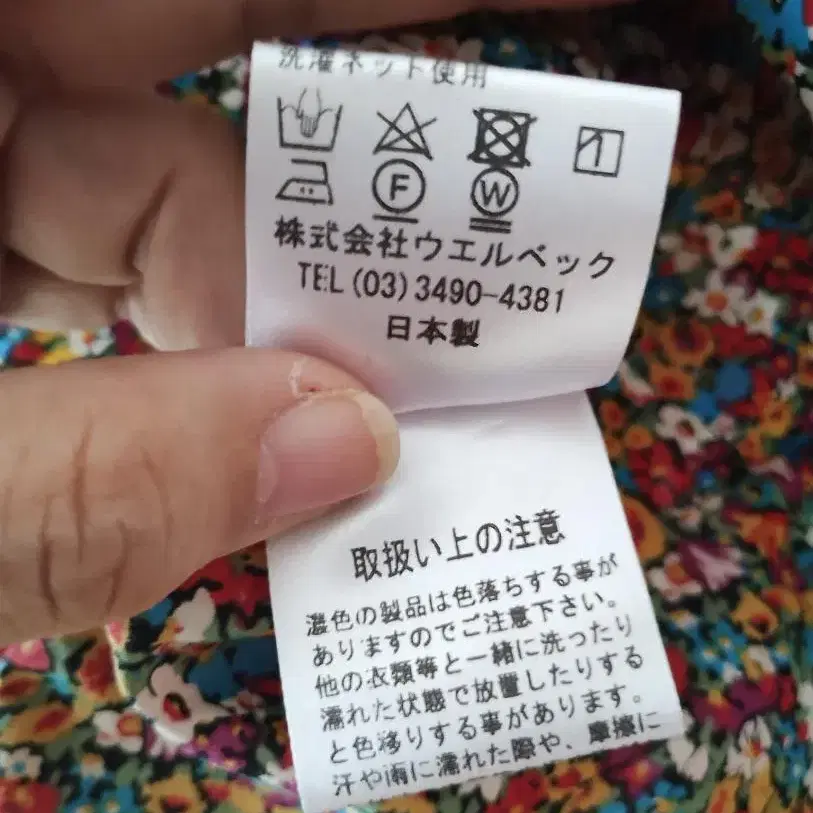 洗濯ネット使用
F
W
株式会社ウエルベック
TEL (03) 3490-4381
日本製
取扱い上の注意
濃色の製品は色落ちする事が
ありますのでご注意下さい。
他の衣類等と一緒に洗ったり
濡れた状態で放置したりする
と色移りする事があります。
汗や雨に濡れた際や、摩擦に